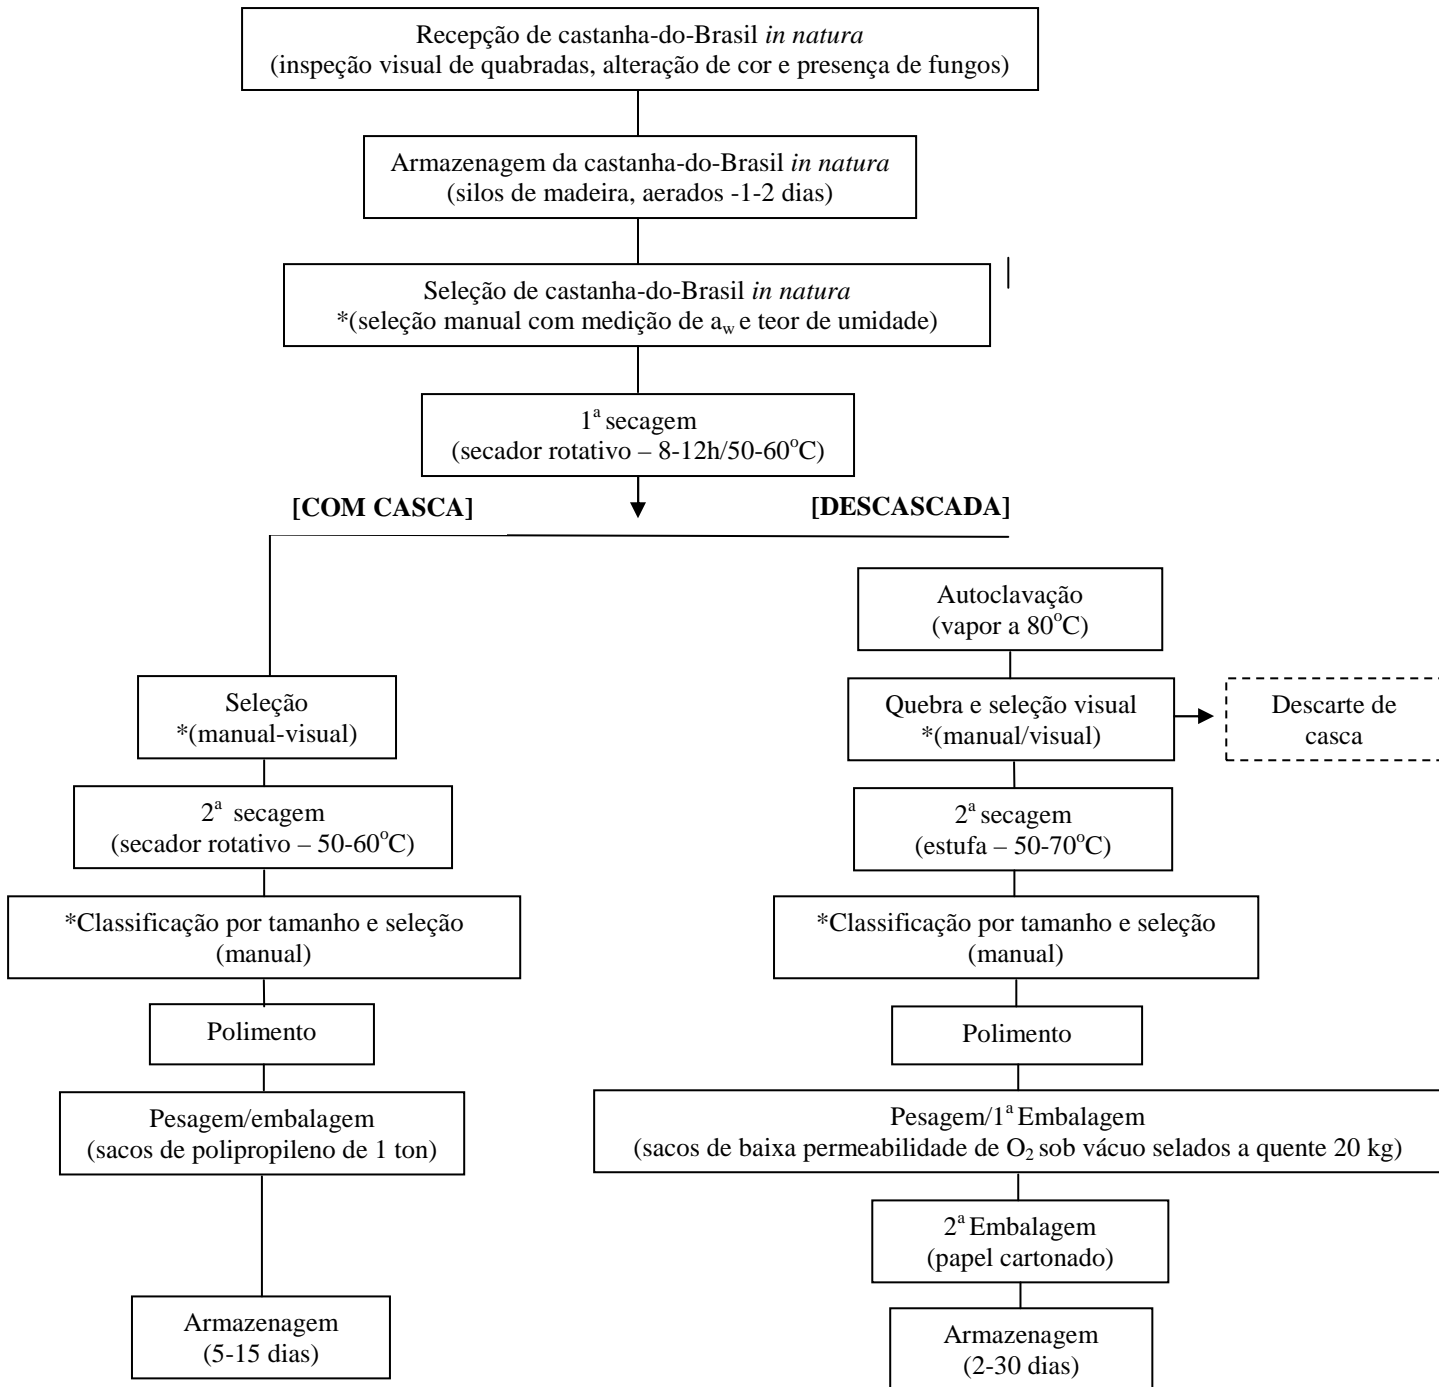 Recepção de castanha-do-Brasil in natura
(inspeção visual de quabradas, alteração de cor e presença de fungos)
Armazenagem da castanha-do-Brasil in natura
(silos de madeira, aerados -1-2 dias)
Seleção de castanha-do-Brasil in natura
*(seleção manual com medição de aw e teor de umidade)
1ª secagem
(secador rotativo – 8-12h/50-60ºC)
[COM CASCA]
[DESCASCADA]
Autoclavação
(vapor a 80ºC)
Seleção
*(manual-visual)
Quebra e seleção visual
*(manual/visual)
Descarte de
casca
2ª secagem
(secador rotativo – 50-60ºC)
2ª secagem
(estufa – 50-70ºC)
*Classificação por tamanho e seleção
(manual)
*Classificação por tamanho e seleção
(manual)
Polimento
Polimento
Pesagem/embalagem
(sacos de polipropileno de 1 ton)
Pesagem/1ª Embalagem
(sacos de baixa permeabilidade de O₂ sob vácuo selados a quente 20 kg)
2ª Embalagem
(papel cartonado)
Armazenagem
(5-15 dias)
Armazenagem
(2-30 dias)